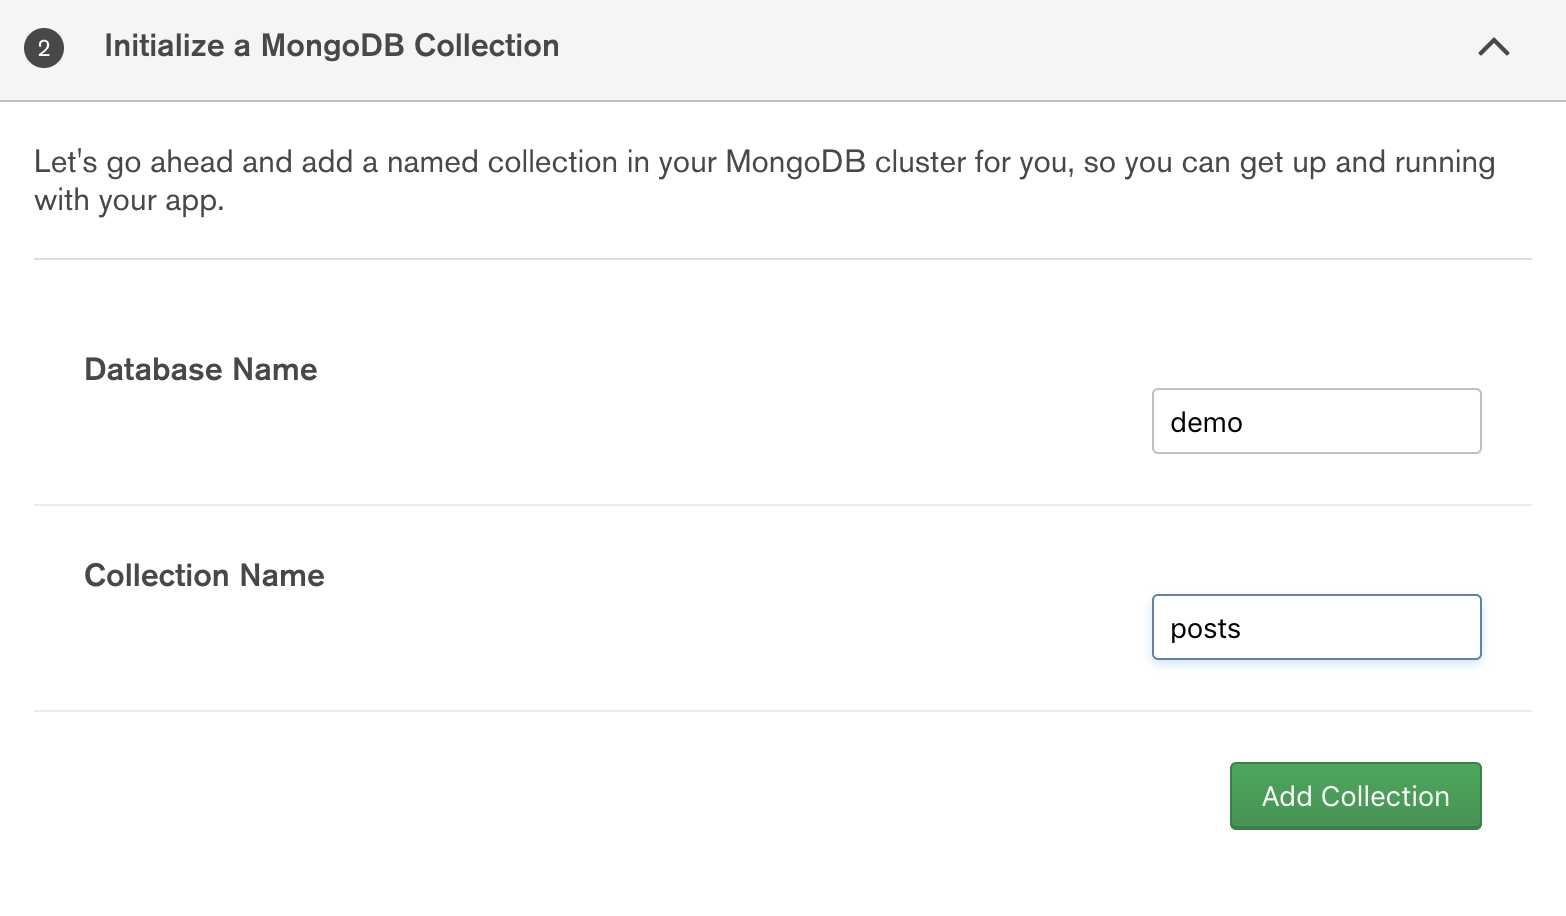 2
Initialize a MongoDB Collection
Let's go ahead and add a named collection in your MongoDB cluster for you, so you can get up and running
with your app.
Database Name
demo
Collection Name
posts
Add Collection